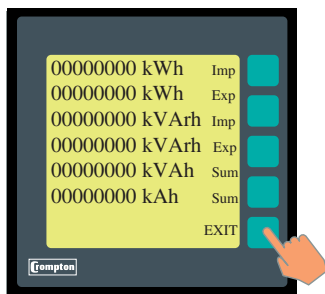 00000000 kWh Imp
00000000 kWh Exp
00000000 kVArh Imp
00000000 kVArh Exp
00000000 kVAh Sum
00000000 kAh Sum
EXIT
Crompton